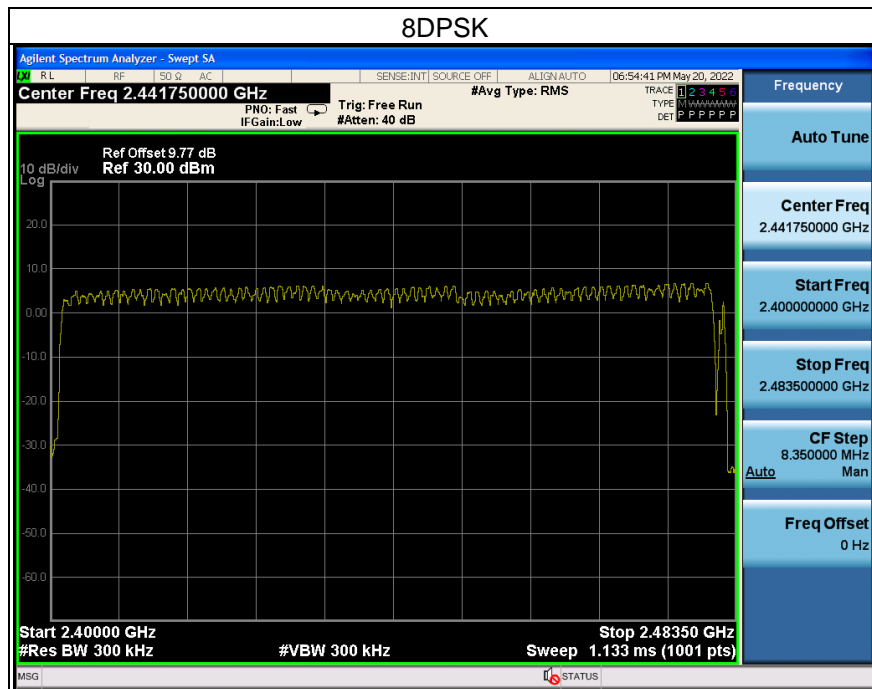 8DPSK
Agilent Spectrum Analyzer - Swept SA
LXI RL RF 50 Ω AC SENSE:INT SOURCE OFF ALIGN AUTO 06:54:41 PM May 20, 2022
Center Freq 2.441750000 GHz #Avg Type: RMS TRACE 1 2 3 4 5 6
PNO: Fast Trig: Free Run TYPE MWWWWW
IFGain:Low #Atten: 40 dB DET P P P P P P
Frequency
Auto Tune
Center Freq
2.441750000 GHz
Start Freq
2.400000000 GHz
Stop Freq
2.483500000 GHz
CF Step
8.350000 MHz
Auto Man
Freq Offset
0 Hz
Ref Offset 9.77 dB
10 dB/div Ref 30.00 dBm
Log
20.0
10.0
0.00
-10.0
-20.0
-30.0
-40.0
-50.0
-60.0
Start 2.40000 GHz Stop 2.48350 GHz
#Res BW 300 kHz #VBW 300 kHz Sweep 1.133 ms (1001 pts)
MSG STATUS